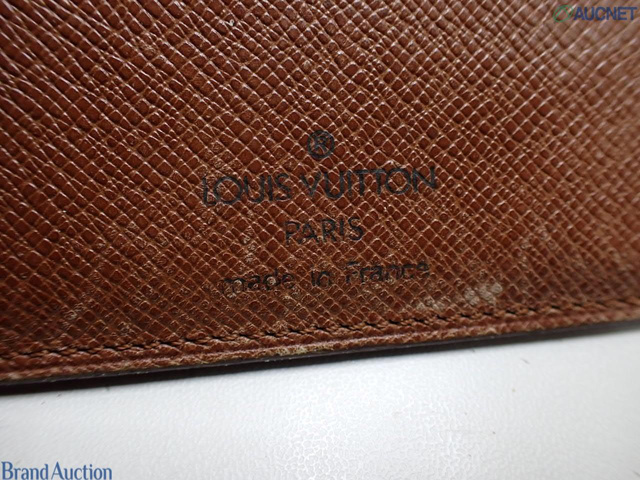 AUCNET
LOUIS VUITTON
PARIS
made in France
Brand Auction